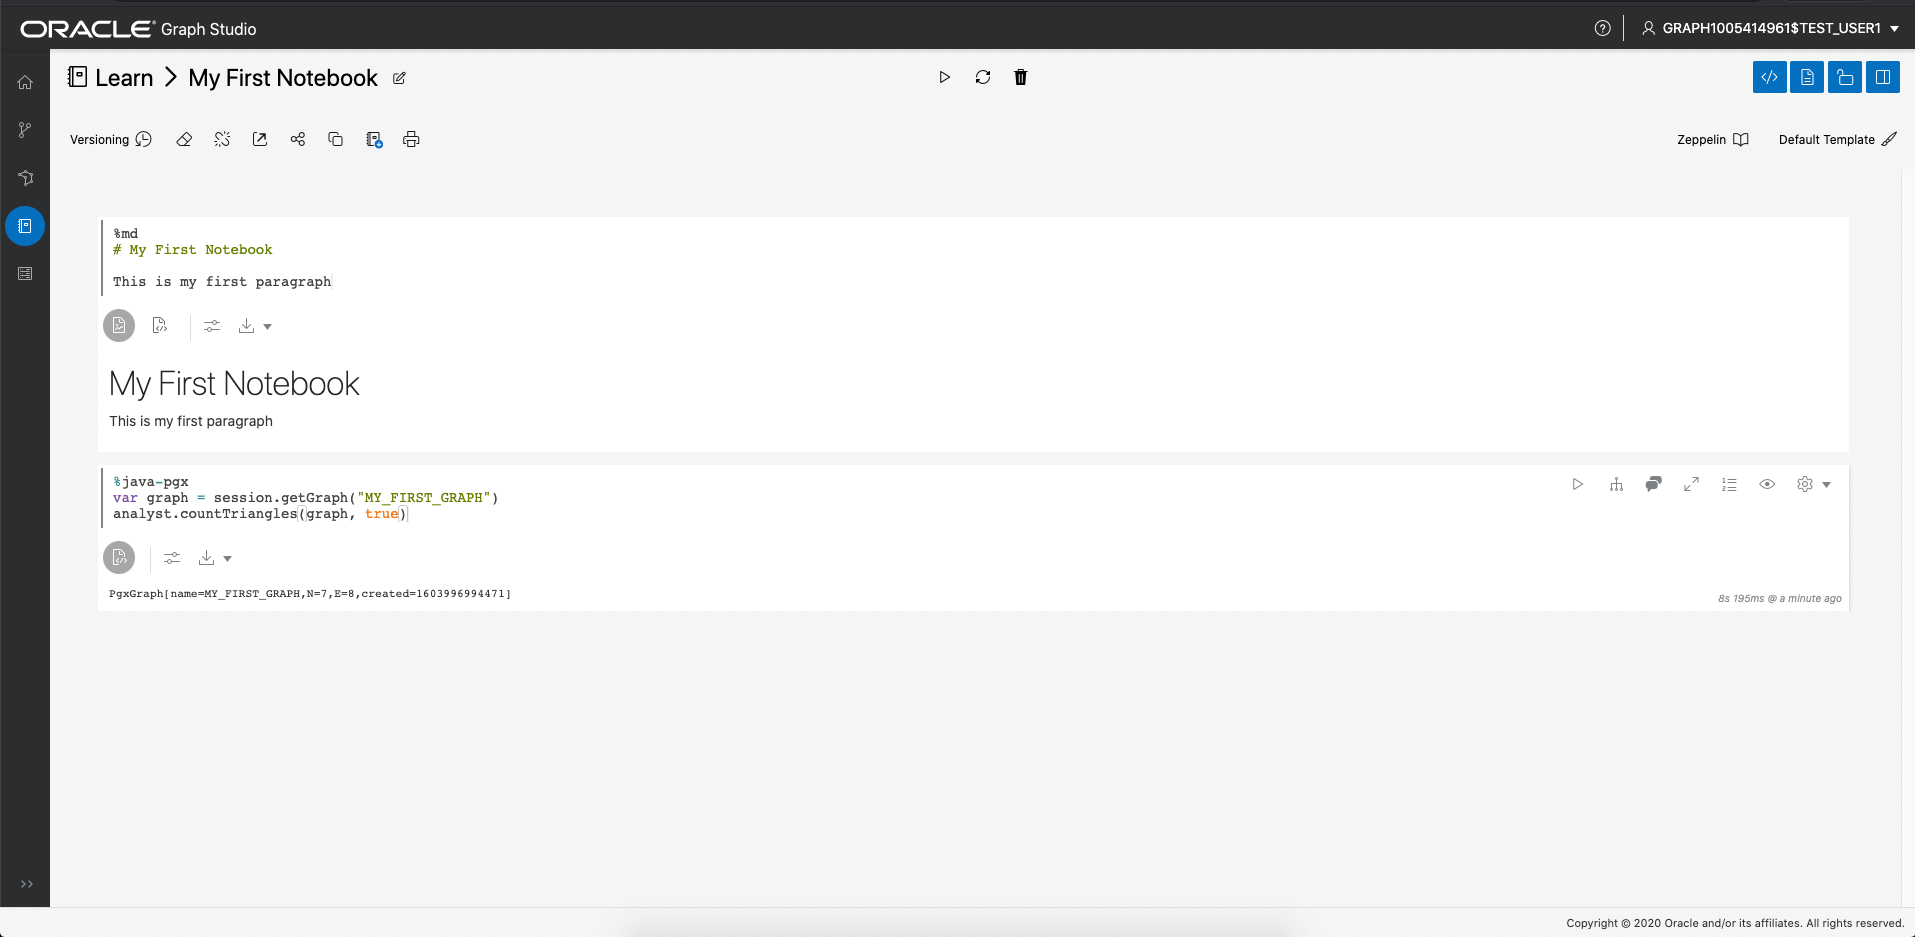 ORACLE® Graph Studio
GRAPH1005414961$TEST_USER1
Learn > My First Notebook
Versioning
Zeppelin
Default Template
%md
# My First Notebook
This is my first paragraph
My First Notebook
This is my first paragraph
%java-pgx
var graph = session.getGraph("MY_FIRST_GRAPH")
analyst.countTriangles(graph, true)
PgxGraph[name=MY_FIRST_GRAPH,N=7,E=8,created=1603996994471]
8s 195ms @ a minute ago
Copyright © 2020 Oracle and/or its affiliates. All rights reserved.